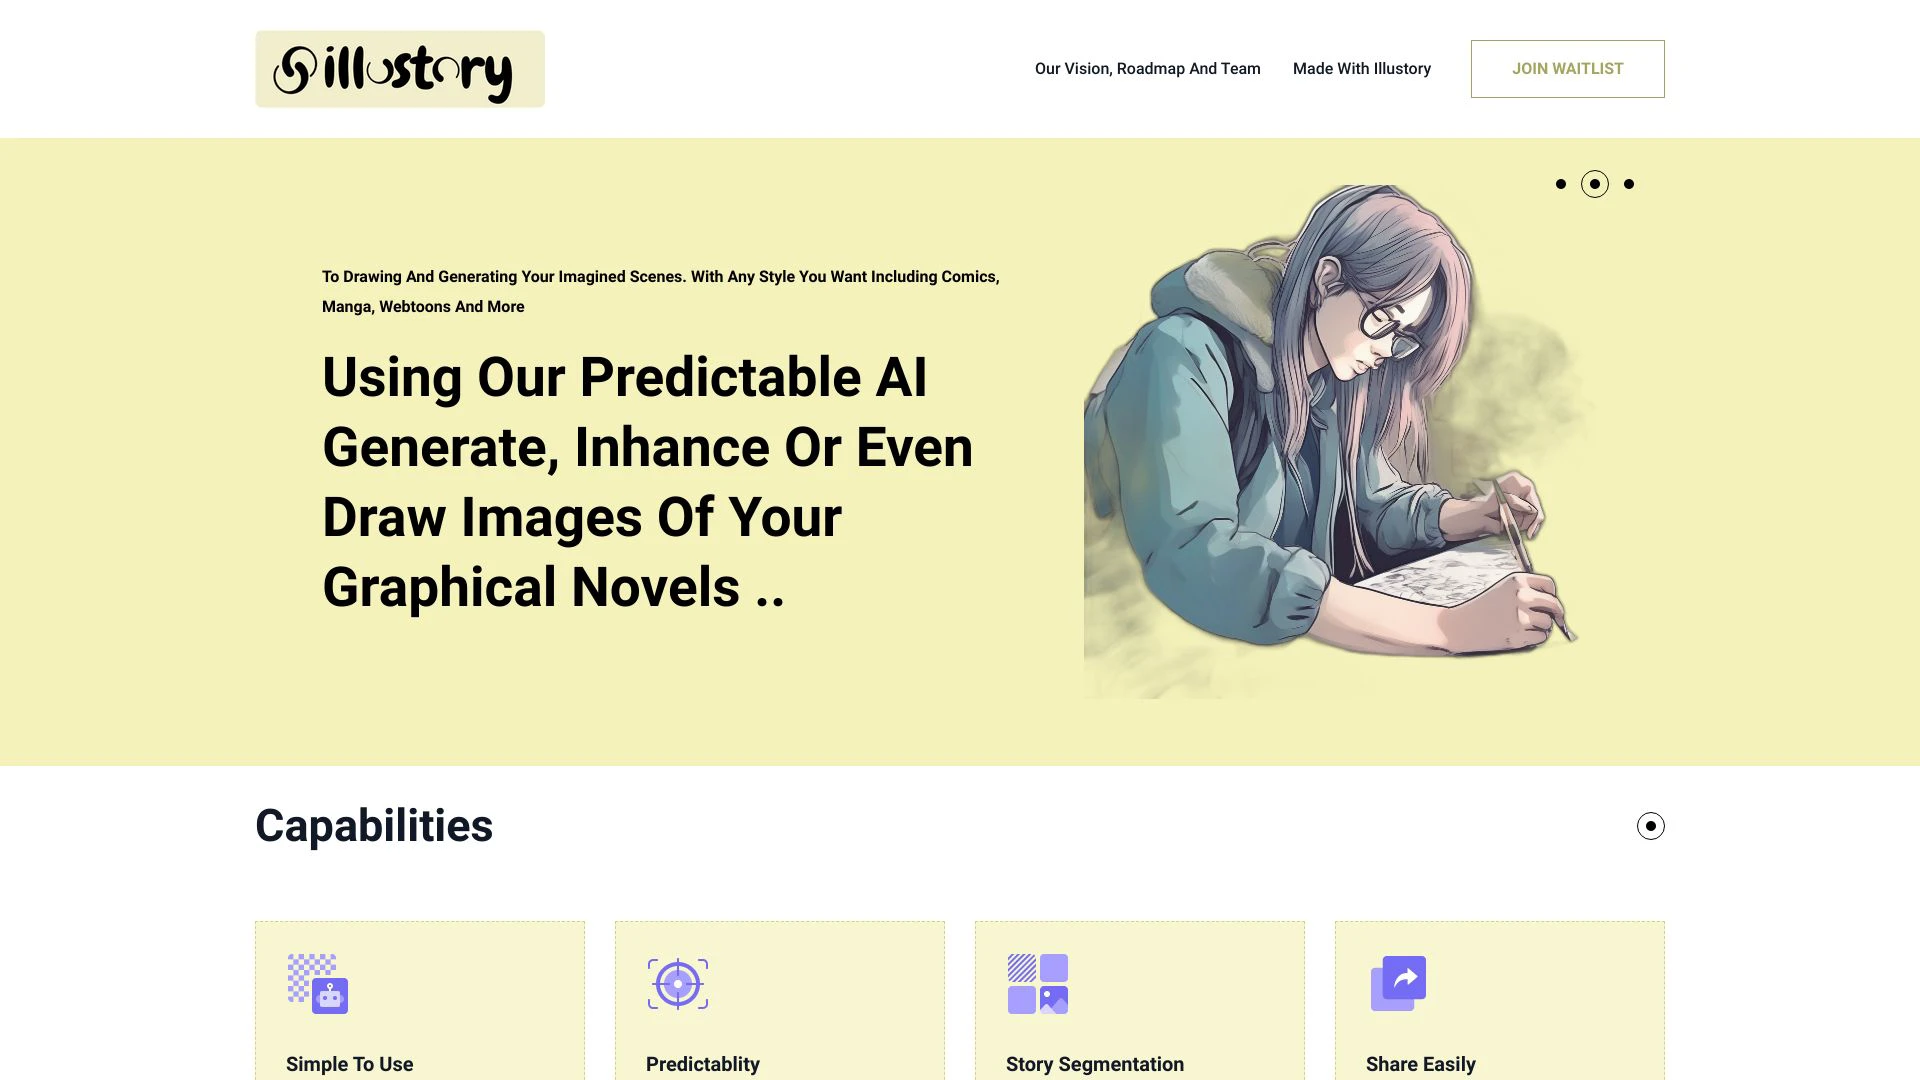 illustory
Our Vision, Roadmap And Team
Made With Illustory
JOIN WAITLIST
To Drawing And Generating Your Imagined Scenes. With Any Style You Want Including Comics,
Manga, Webtoons And More
Using Our Predictable AI
Generate, Inhance Or Even
Draw Images Of Your
Graphical Novels ..
Capabilities
Simple To Use
Predictablity
Story Segmentation
Share Easily